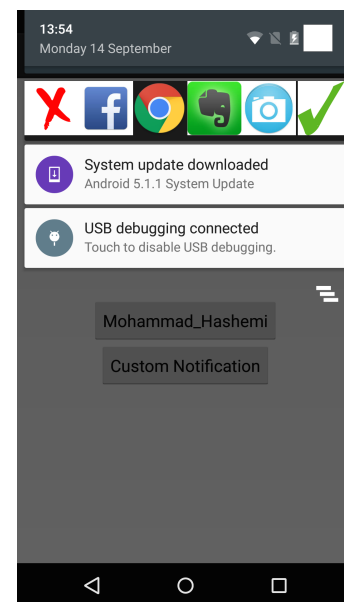 13:54
Monday 14 September
System update downloaded
Android 5.1.1 System Update
USB debugging connected
Touch to disable USB debugging.
Mohammad_Hashemi
Custom Notification